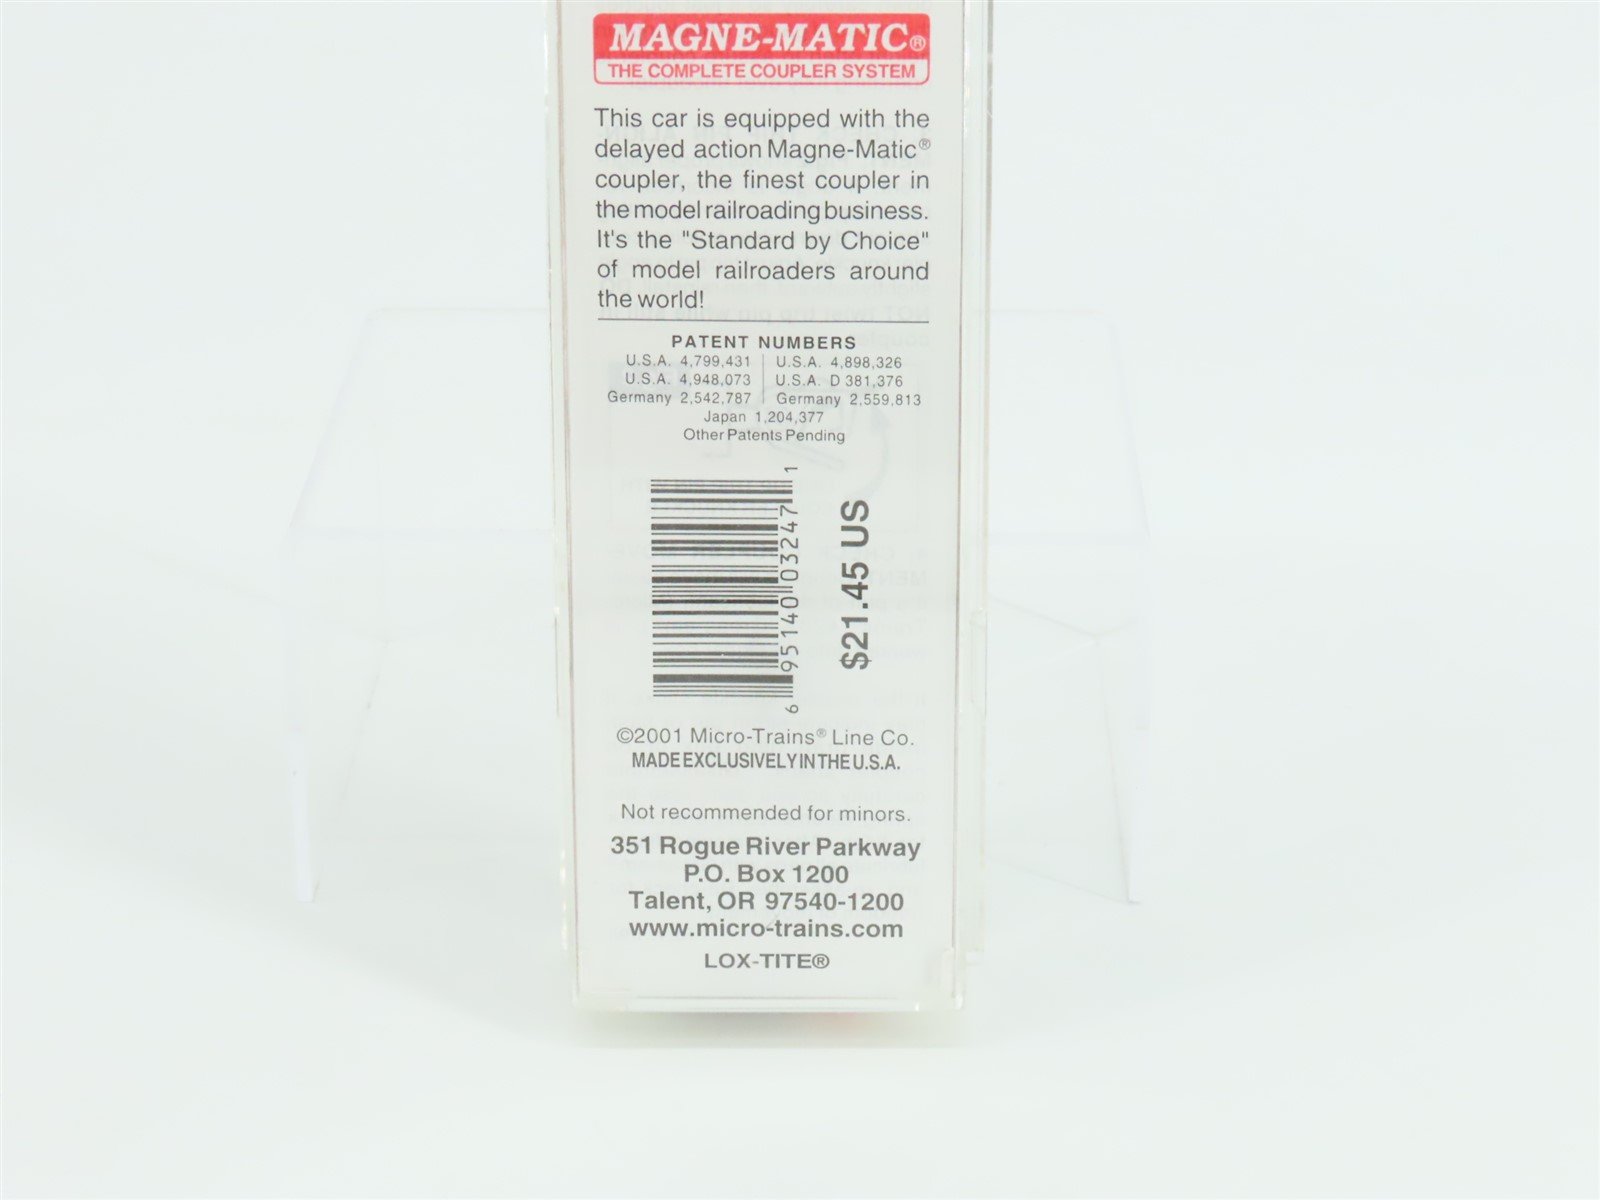 MAGNE-MATIC®
THE COMPLETE COUPLER SYSTEM
This car is equipped with the
delayed action Magne-Matic®
coupler, the finest coupler in
the model railroading business.
It's the "Standard by Choice"
of model railroaders around
the world!
PATENT NUMBERS
U.S.A. 4,799,431 | U.S.A. 4,898,326
U.S.A. 4,948,073 | U.S.A. D 381,376
Germany 2,542,787 | Germany 2,559,813
Japan 1,204,377
Other Patents Pending
6 95140 03247 1
$21.45 US
©2001 Micro-Trains® Line Co.
MADE EXCLUSIVELY IN THE U.S.A.
Not recommended for minors.
351 Rogue River Parkway
P.O. Box 1200
Talent, OR 97540-1200
www.micro-trains.com
LOX-TITE®